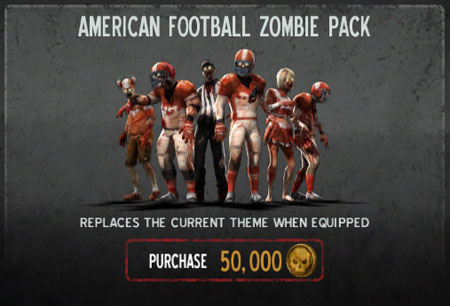 AMERICAN FOOTBALL ZOMBIE PACK
REPLACES THE CURRENT THEME WHEN EQUIPPED
PURCHASE 50,000